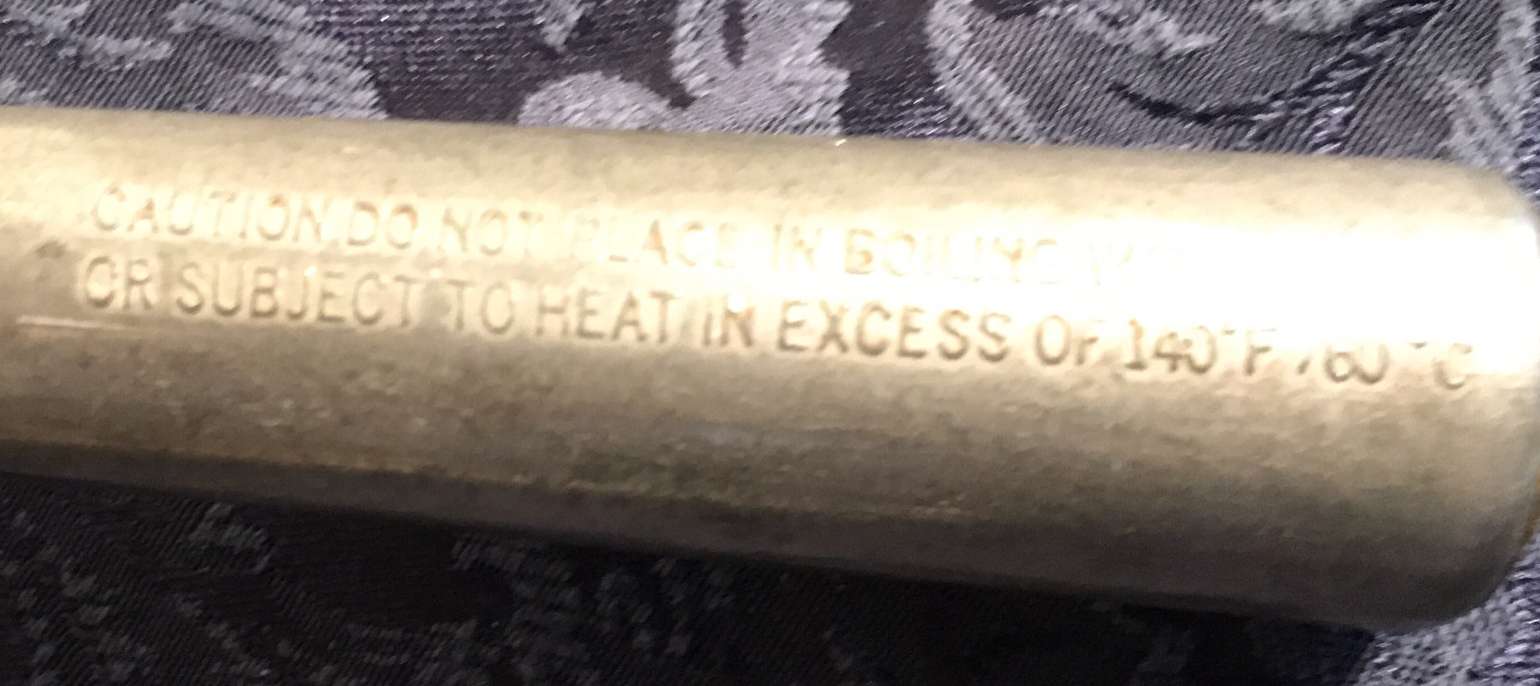 CAUTION DO NOT PLACE IN BOILING
OR SUBJECT TO HEAT IN EXCESS OF 140°F / 60°C